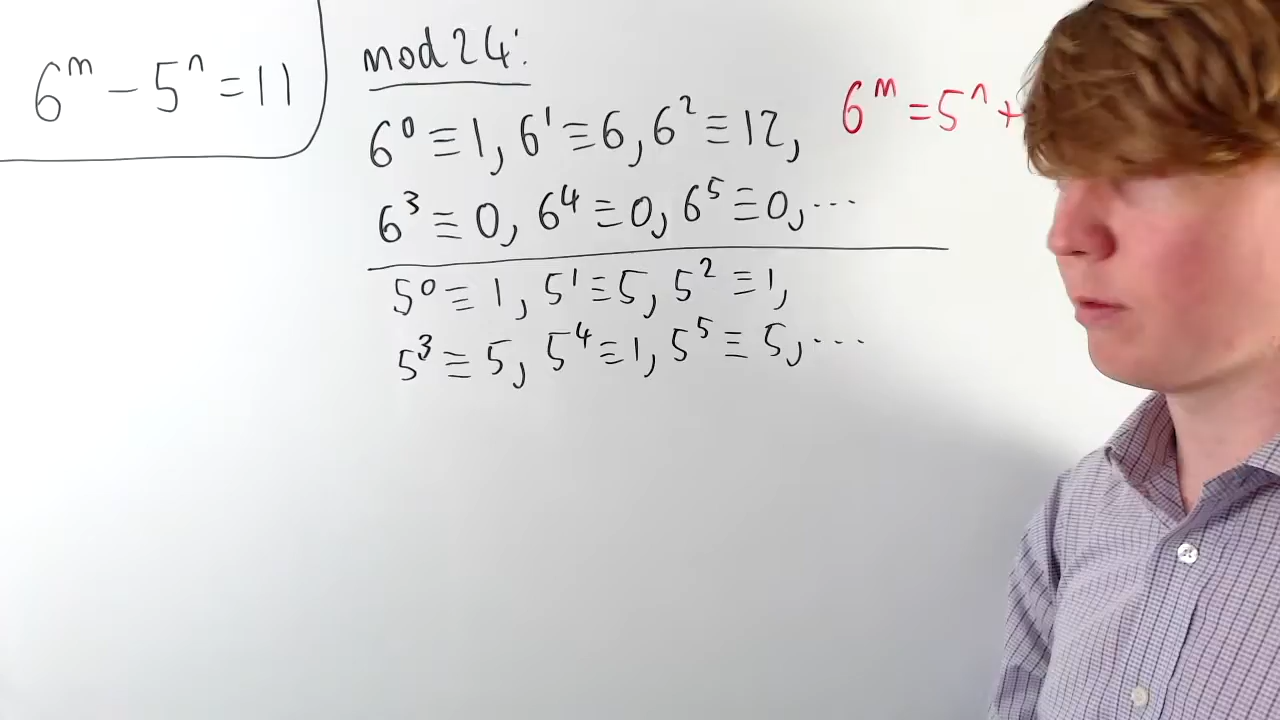 6^m − 5^n = 11
mod 24:
6^0 ≡ 1, 6^1 ≡ 6, 6^2 ≡ 12,
6^3 ≡ 0, 6^4 ≡ 0, 6^5 ≡ 0, ...
5^0 ≡ 1, 5^1 ≡ 5, 5^2 ≡ 1,
5^3 ≡ 5, 5^4 ≡ 1, 5^5 ≡ 5, ...
6^m = 5^n +